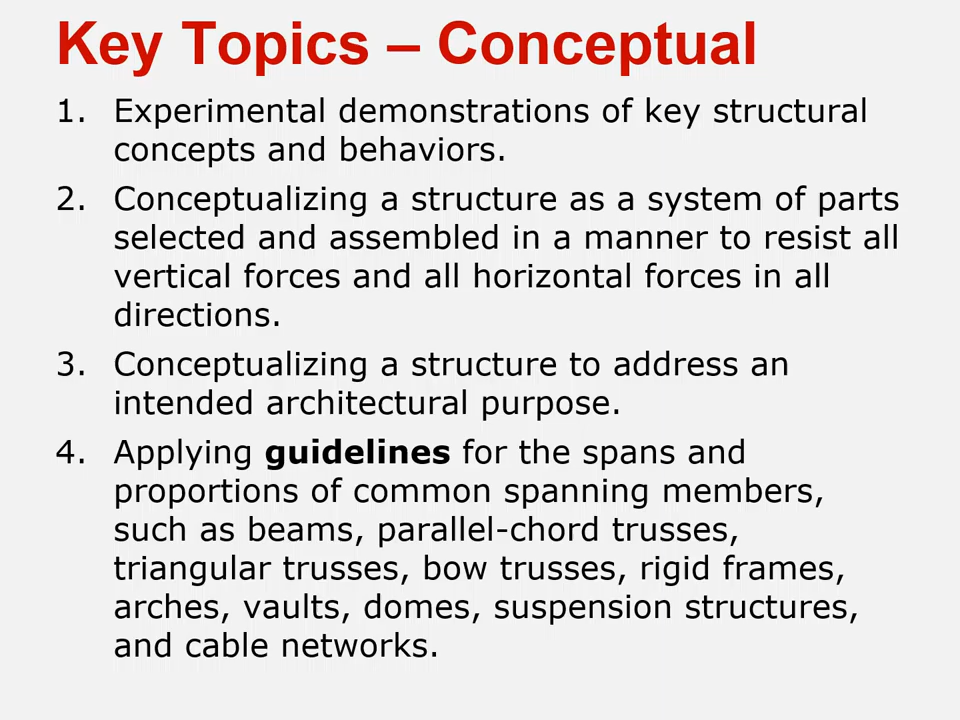 Key Topics – Conceptual
1. Experimental demonstrations of key structural
concepts and behaviors.
2. Conceptualizing a structure as a system of parts
selected and assembled in a manner to resist all
vertical forces and all horizontal forces in all
directions.
3. Conceptualizing a structure to address an
intended architectural purpose.
4. Applying guidelines for the spans and
proportions of common spanning members,
such as beams, parallel-chord trusses,
triangular trusses, bow trusses, rigid frames,
arches, vaults, domes, suspension structures,
and cable networks.